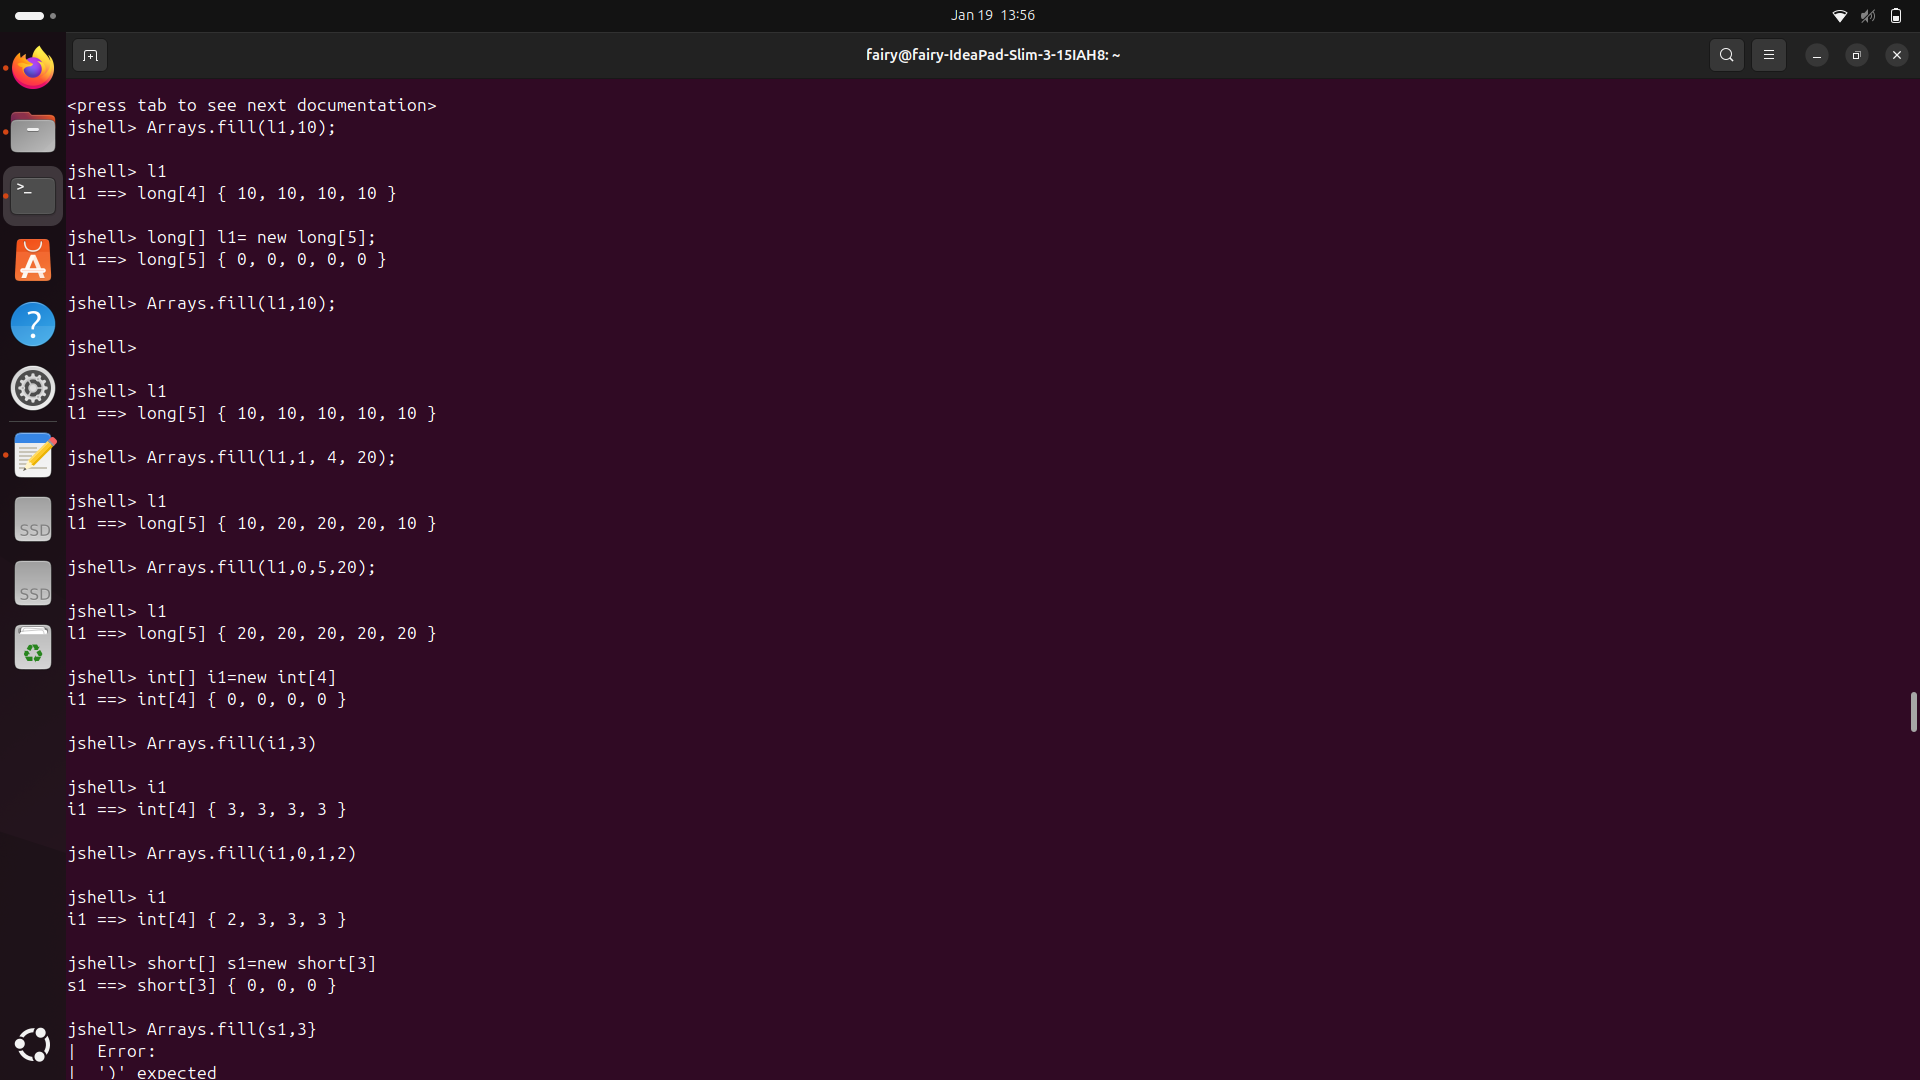 Jan 19 13:56
fairy@fairy-IdeaPad-Slim-3-15IAH8: ~
<press tab to see next documentation>
jshell> Arrays.fill(l1,10);
jshell> l1
l1 ==> long[4] { 10, 10, 10, 10 }
jshell> long[] l1= new long[5];
l1 ==> long[5] { 0, 0, 0, 0, 0 }
jshell> Arrays.fill(l1,10);
jshell>
jshell> l1
l1 ==> long[5] { 10, 10, 10, 10, 10 }
jshell> Arrays.fill(l1,1, 4, 20);
jshell> l1
l1 ==> long[5] { 10, 20, 20, 20, 10 }
jshell> Arrays.fill(l1,0,5,20);
jshell> l1
l1 ==> long[5] { 20, 20, 20, 20, 20 }
jshell> int[] i1=new int[4]
i1 ==> int[4] { 0, 0, 0, 0 }
jshell> Arrays.fill(i1,3)
jshell> i1
i1 ==> int[4] { 3, 3, 3, 3 }
jshell> Arrays.fill(i1,0,1,2)
jshell> i1
i1 ==> int[4] { 2, 3, 3, 3 }
jshell> short[] s1=new short[3]
s1 ==> short[3] { 0, 0, 0 }
jshell> Arrays.fill(s1,3}
|  Error:
|  ')' expected
>_
A
?
SSD
SSD